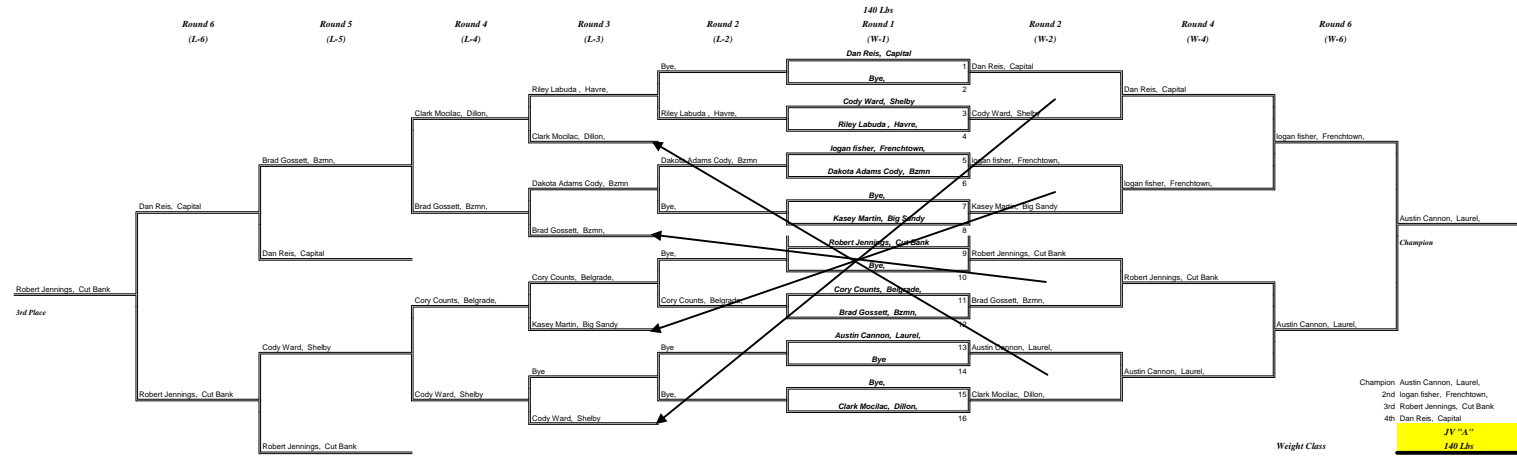 140 Lbs
Round 6 Round 5 Round 4 Round 3 Round 2 Round 1 Round 2 Round 4 Round 6
(L-6) (L-5) (L-4) (L-3) (L-2) (W-1) (W-2) (W-4) (W-6)
Dan Reis, Capital
Bye, 1 Dan Reis, Capital
Bye,
Riley Labuda , Havre, 2 Dan Reis, Capital
Cody Ward, Shelby
Clark Mocilac, Dillon, Riley Labuda , Havre, 3 Cody Ward, Shelby
Riley Labuda , Havre,
Clark Mocilac, Dillon, 4 logan fisher, Frenchtown,
logan fisher, Frenchtown,
Brad Gossett, Bzmn, Dakota Adams Cody, Bzmn 5 logan fisher, Frenchtown,
Dakota Adams Cody, Bzmn
Dakota Adams Cody, Bzmn 6 logan fisher, Frenchtown,
Bye,
Dan Reis, Capital Brad Gossett, Bzmn, Bye, 7 Kasey Martin, Big Sandy
Kasey Martin, Big Sandy Austin Cannon, Laurel,
Brad Gossett, Bzmn, 8
Robert Jennings, Cut Bank Champion
Dan Reis, Capital Bye, 9 Robert Jennings, Cut Bank
Bye,
Cory Counts, Belgrade, 10 Robert Jennings, Cut Bank
Robert Jennings, Cut Bank Cory Counts, Belgrade,
Cory Counts, Belgrade, Cory Counts, Belgrade, 11 Brad Gossett, Bzmn,
3rd Place Brad Gossett, Bzmn,
Kasey Martin, Big Sandy 12 Austin Cannon, Laurel,
Austin Cannon, Laurel,
Cody Ward, Shelby Bye 13 Austin Cannon, Laurel,
Bye
Bye 14 Austin Cannon, Laurel,
Bye, Champion Austin Cannon, Laurel,
Robert Jennings, Cut Bank Cody Ward, Shelby Bye, 15 Clark Mocilac, Dillon, 2nd logan fisher, Frenchtown,
Clark Mocilac, Dillon, 3rd Robert Jennings, Cut Bank
Cody Ward, Shelby 16 4th Dan Reis, Capital
JV "A"
Robert Jennings, Cut Bank Weight Class 140 Lbs